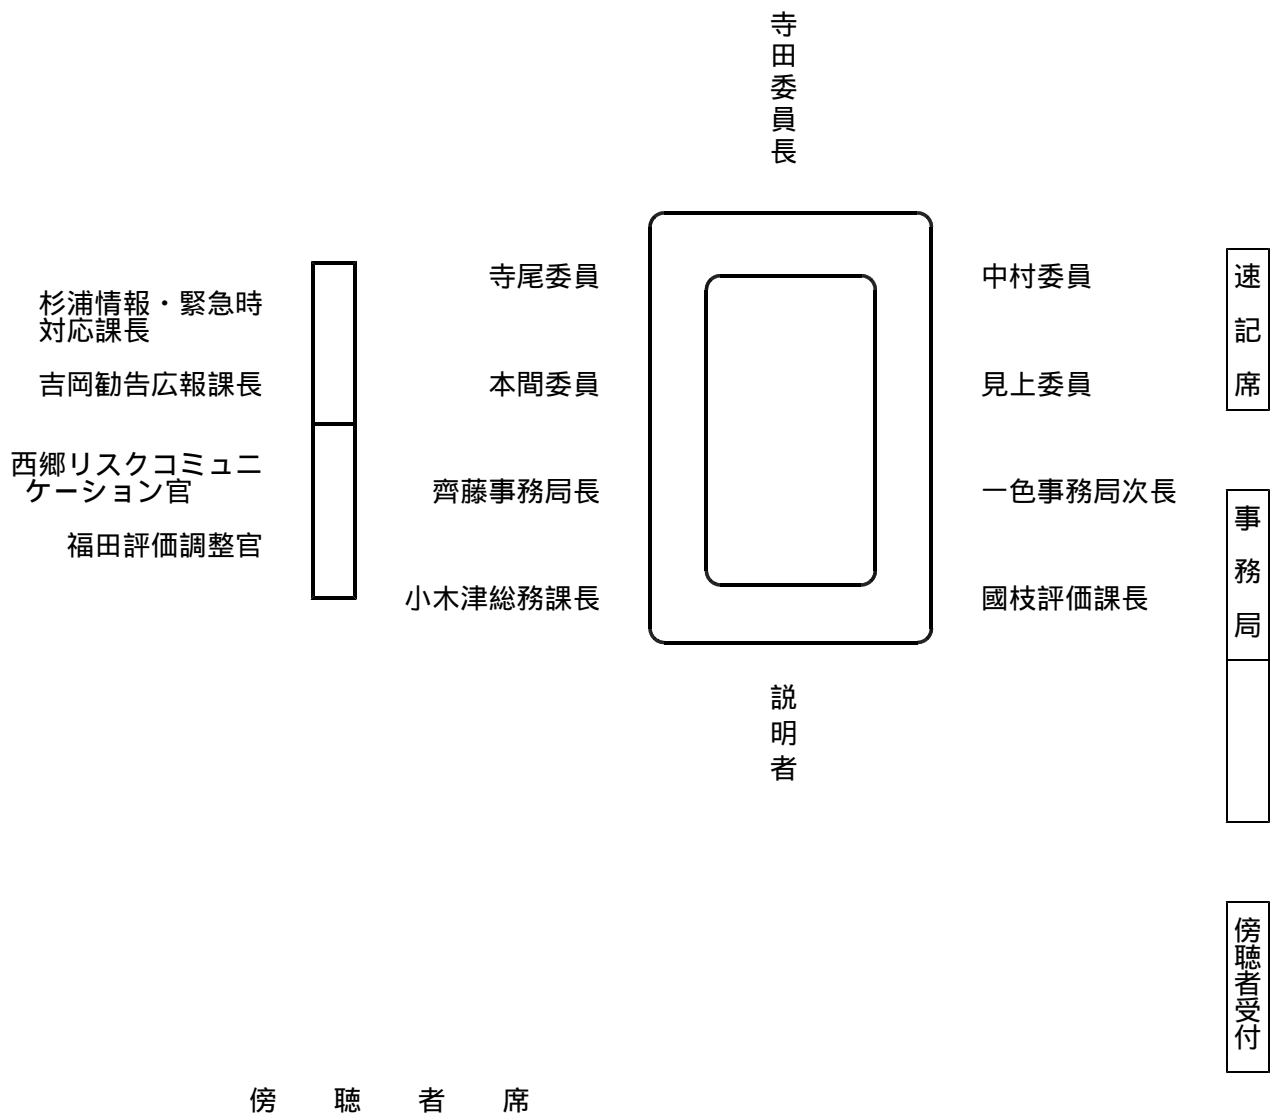 寺田委員長
寺尾委員
中村委員
速記席
杉浦情報・緊急時
対応課長
吉岡勧告広報課長
本間委員
見上委員
西郷リスクコミュニ
ケーション官
齊藤事務局長
一色事務局次長
事務局
福田評価調整官
小木津総務課長
國枝評価課長
説明者
傍聴者受付
傍聴者席